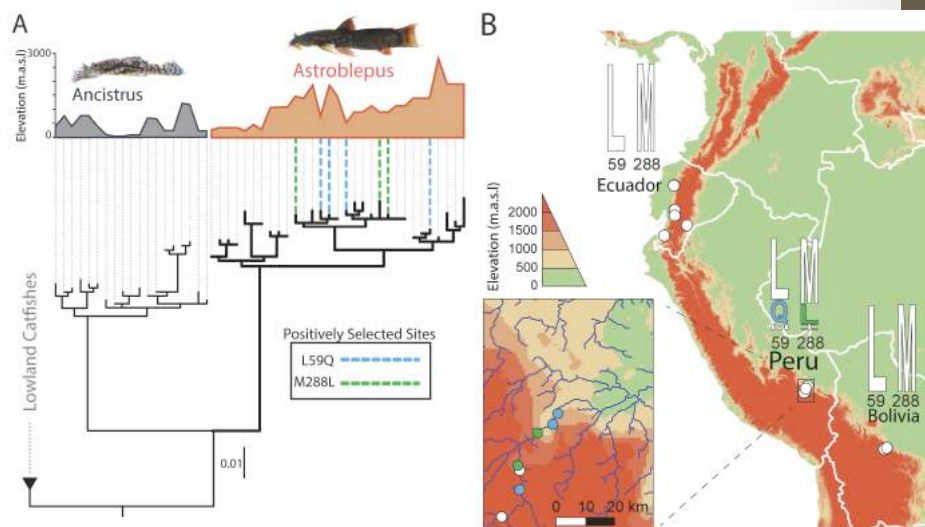 A
Elevation (m.a.s.l)
3000
0
Ancistrus
Astroblepus
Lowland Catfishes
Positively Selected Sites
L59Q
M288L
0.01
B
L M
59 288
Ecuador
Elevation (m.a.s.l)
2000
1500
1000
500
0
L M
Q L
59 288
Peru
L M
59 288
Bolivia
0 10 20 km